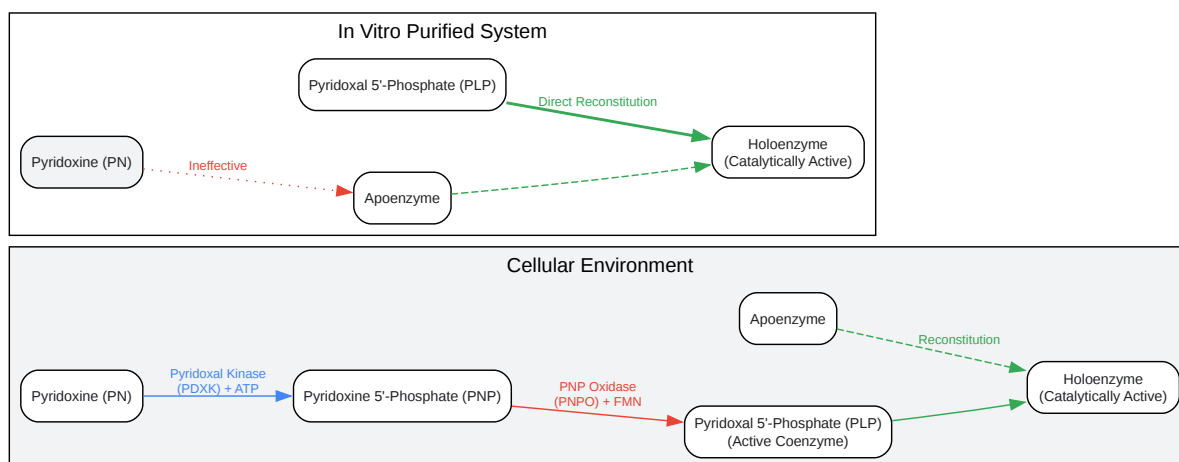 In Vitro Purified System
Pyridoxal 5'-Phosphate (PLP)
Direct Reconstitution
Holoenzyme
(Catalytically Active)
Pyridoxine (PN)
Ineffective
Apoenzyme
Cellular Environment
Apoenzyme
Reconstitution
Pyridoxine (PN)
Pyridoxal Kinase
(PDXK) + ATP
Pyridoxine 5'-Phosphate (PNP)
PNP Oxidase
(PNPO) + FMN
Pyridoxal 5'-Phosphate (PLP)
(Active Coenzyme)
Holoenzyme
(Catalytically Active)